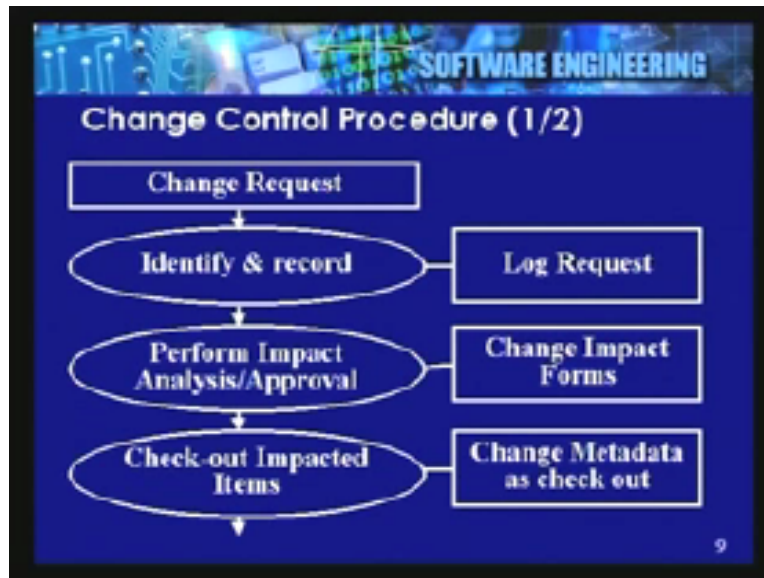 SOFTWARE ENGINEERING
Change Control Procedure (1/2)
Change Request
Identify & record
Log Request
Perform Impact
Analysis/Approval
Change Impact
Forms
Check-out Impacted
Items
Change Metadata
as check out
9